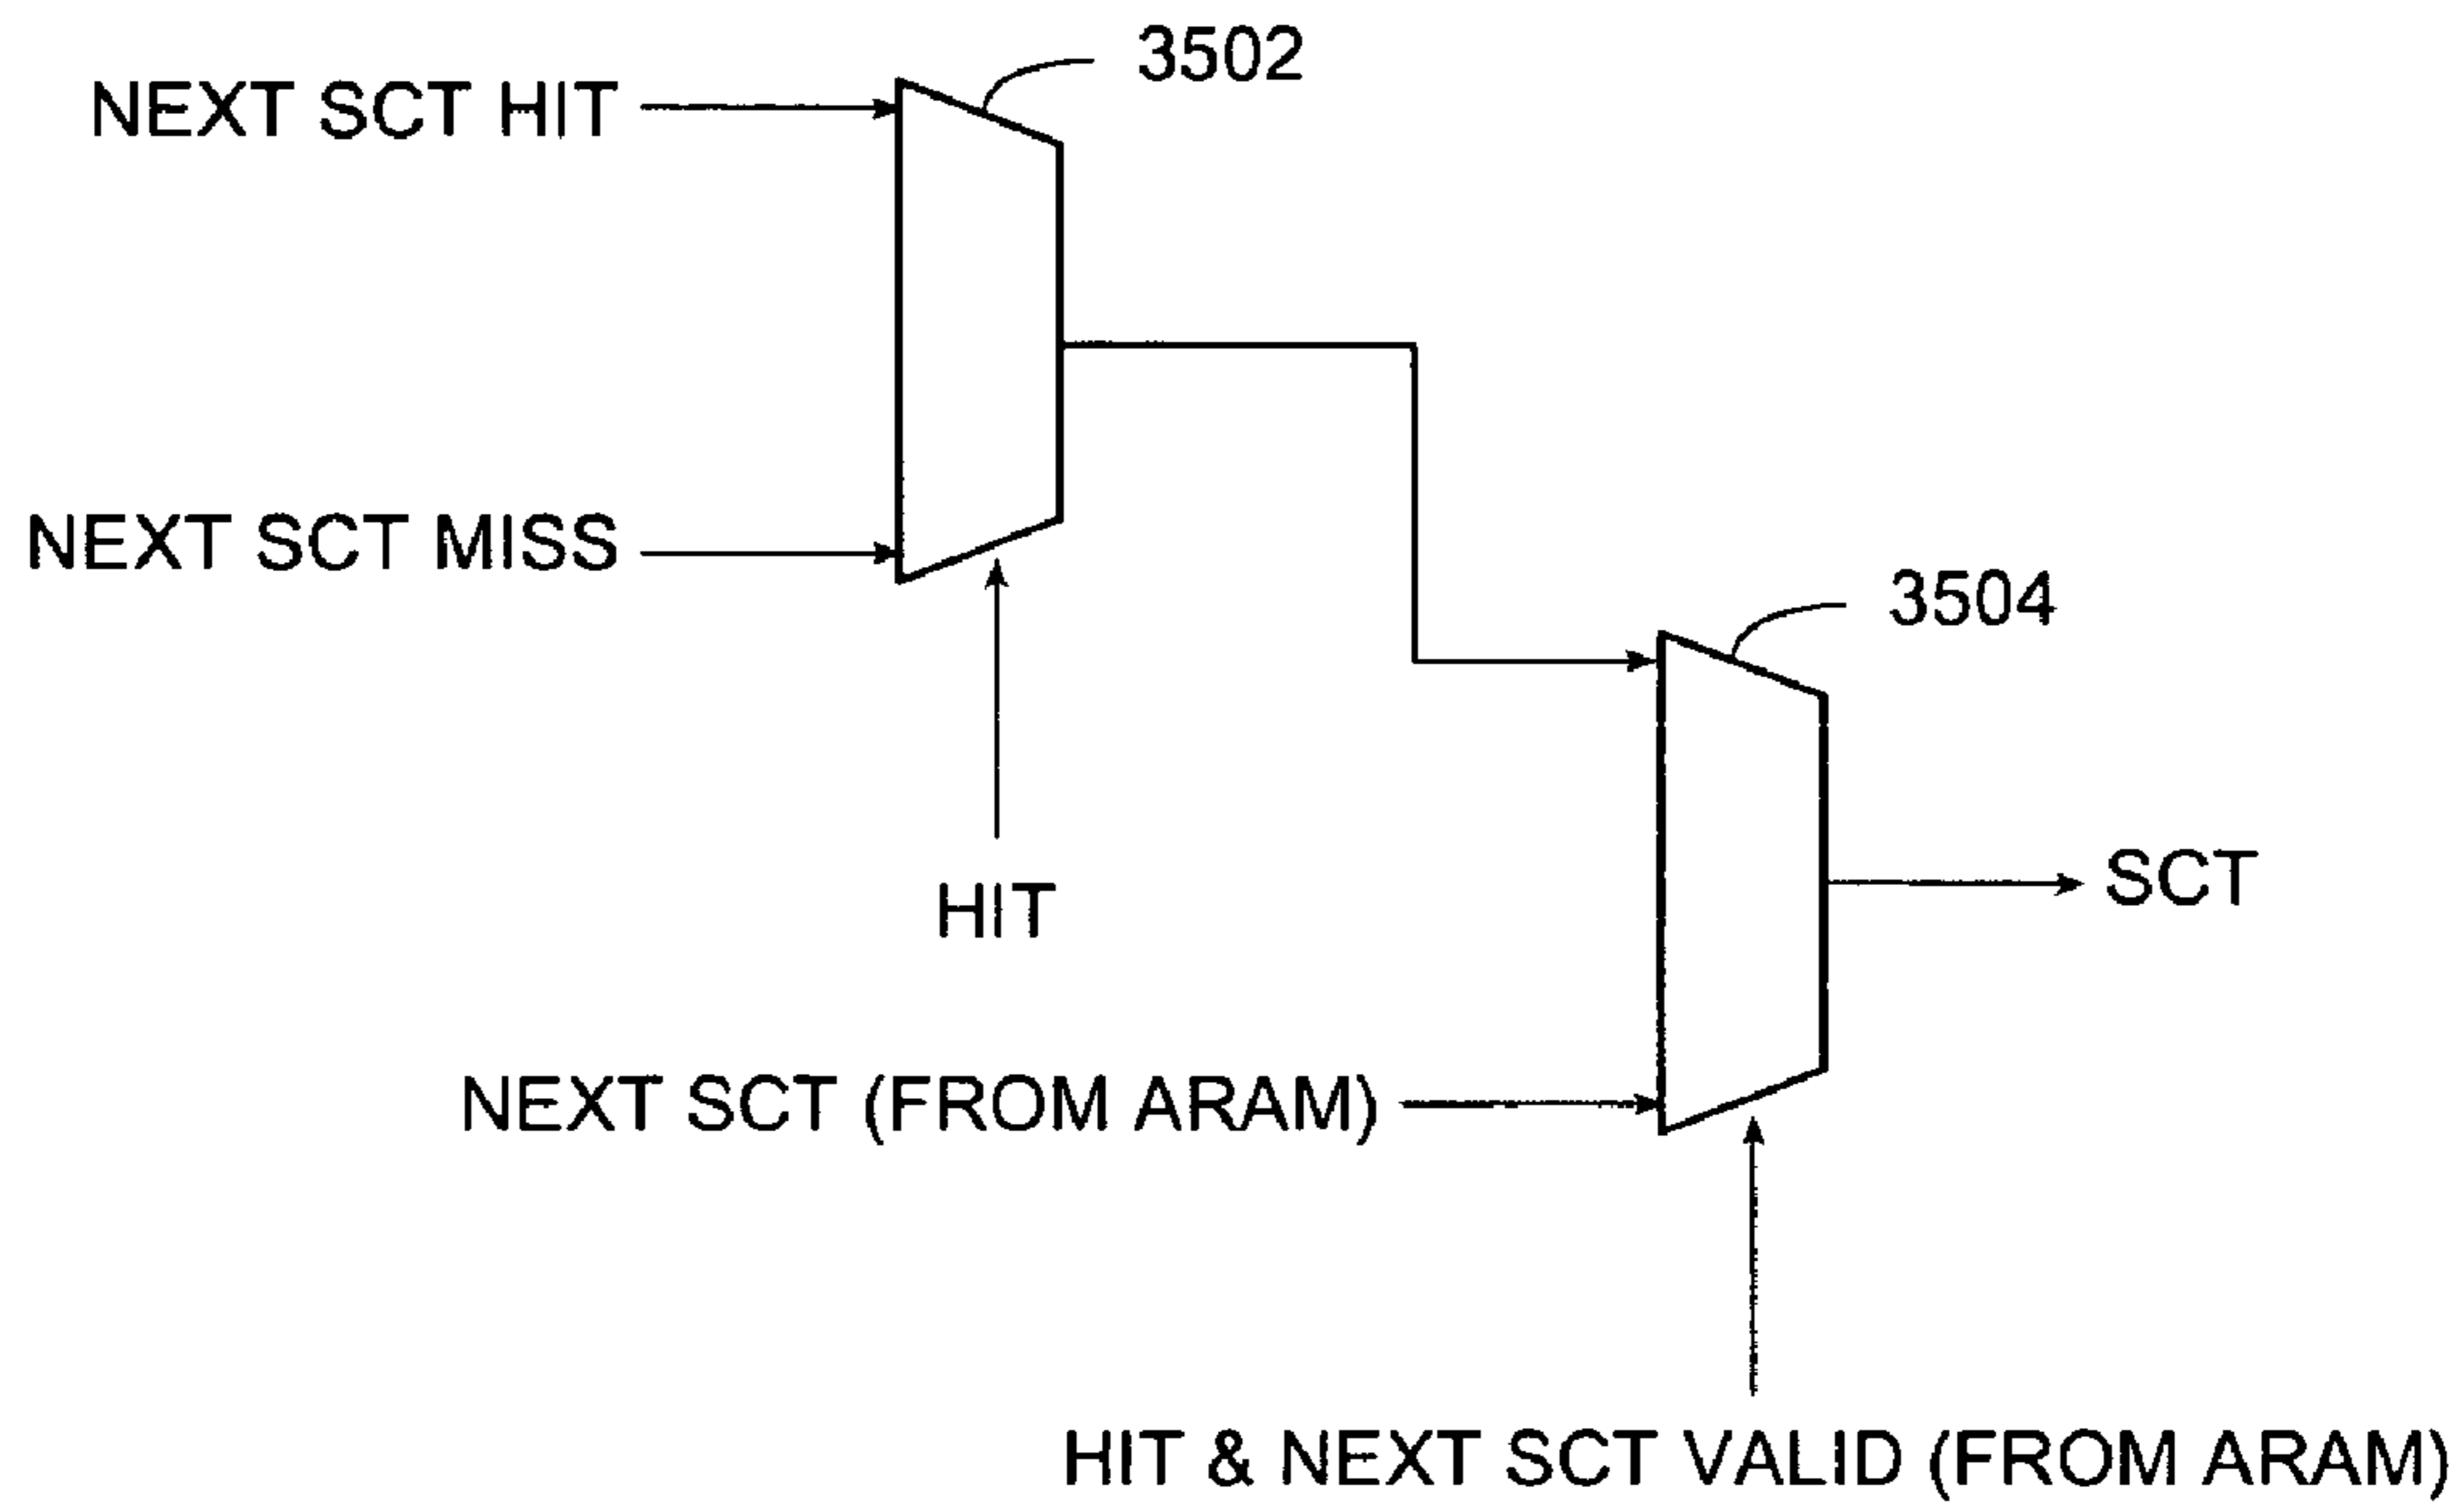 3502
NEXT SCT HIT
NEXT SCT MISS
3504
HIT
SCT
NEXT SCT (FROM ARAM)
HIT & NEXT SCT VALID (FROM ARAM)